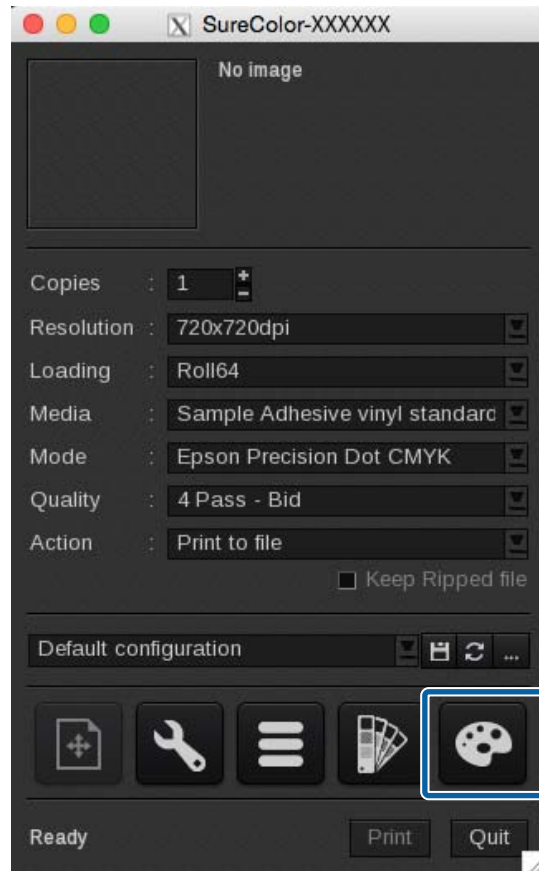 SureColor-XXXXXX
No image
Copies : 1
Resolution : 720x720dpi
Loading : Roll64
Media : Sample Adhesive vinyl standarc
Mode : Epson Precision Dot CMYK
Quality : 4 Pass - Bid
Action : Print to file
Keep Ripped file
Default configuration ...
Ready Print Quit